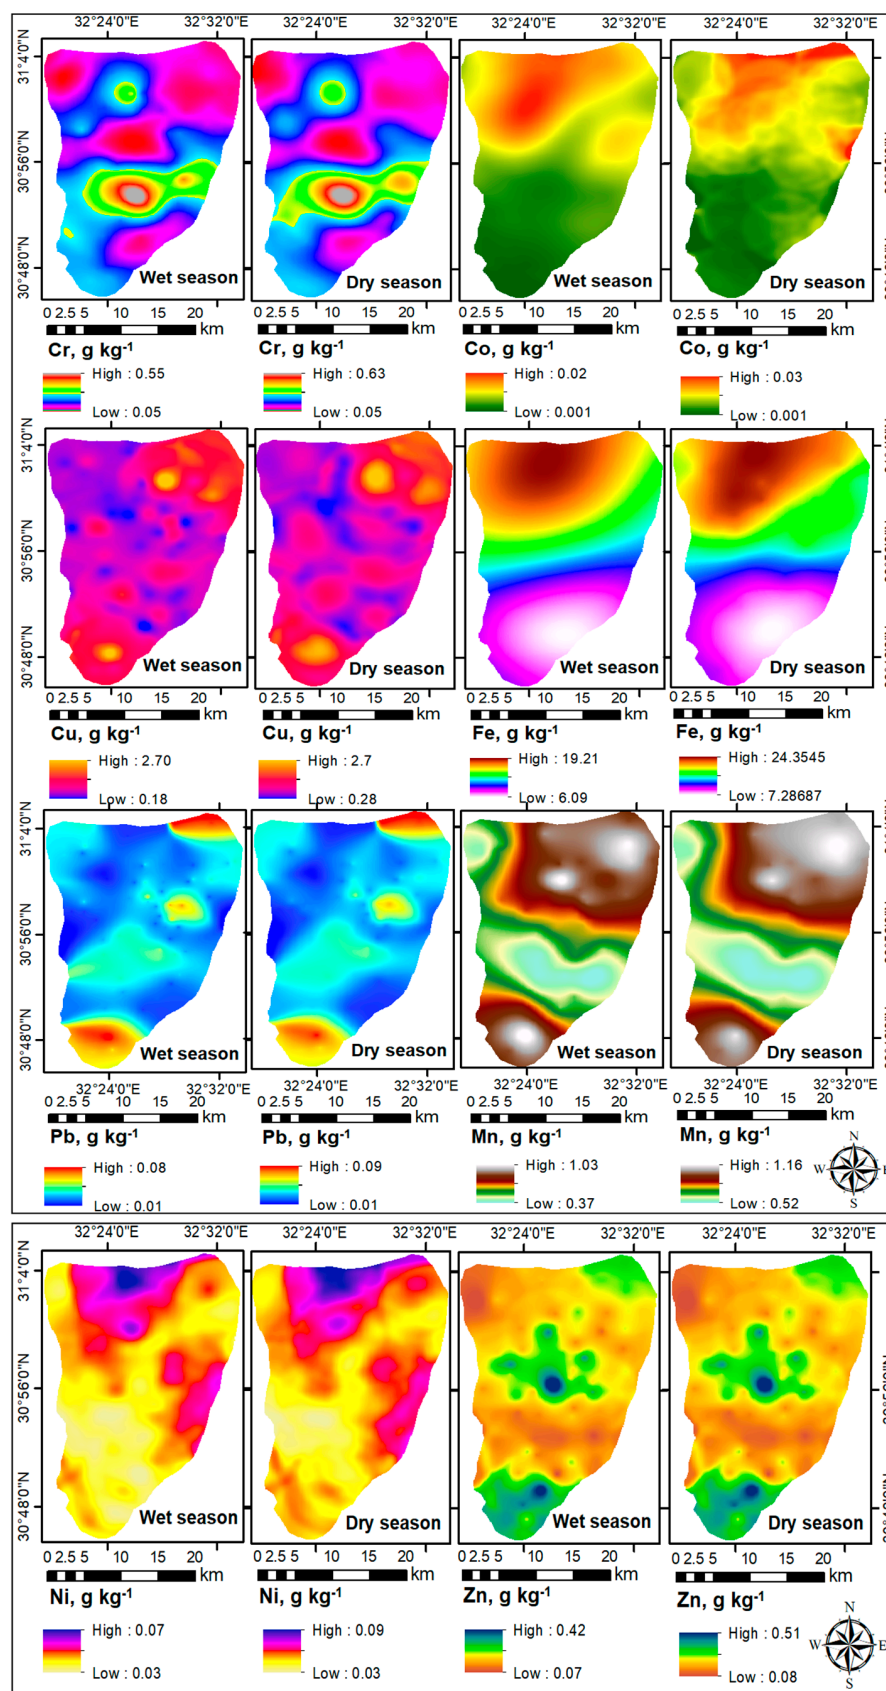 32°24'0"E 32°32'0"E 32°24'0"E 32°32'0"E 32°24'0"E 32°32'0"E 32°24'0"E 32°32'0"E
31°4'0"N
30°56'0"N
30°48'0"N
Wet season Dry season Wet season Dry season
0 2.5 5 10 15 20 km 0 2.5 5 10 15 20 km 0 2.5 5 10 15 20 km 0 2.5 5 10 15 20 km
Cr, g kg-1 Cr, g kg-1 Co, g kg-1 Co, g kg-1
High : 0.55 High : 0.63 High : 0.02 High : 0.03
Low : 0.05 Low : 0.05 Low : 0.001 Low : 0.001
31°4'0"N
30°56'0"N
30°48'0"N
Wet season Dry season Wet season Dry season
0 2.5 5 10 15 20 km 0 2.5 5 10 15 20 km 0 2.5 5 10 15 20 km 0 2.5 5 10 15 20 km
Cu, g kg-1 Cu, g kg-1 Fe, g kg-1 Fe, g kg-1
High : 2.70 High : 2.7 High : 19.21 High : 24.3545
Low : 0.18 Low : 0.28 Low : 6.09 Low : 7.28687
31°4'0"N
30°56'0"N
30°48'0"N
Wet season Dry season Wet season Dry season
32°24'0"E 32°32'0"E 32°24'0"E 32°32'0"E 32°24'0"E 32°32'0"E 32°24'0"E 32°32'0"E
0 2.5 5 10 15 20 km 0 2.5 5 10 15 20 km 0 2.5 5 10 15 20 km 0 2.5 5 10 15 20 km
Pb, g kg-1 Pb, g kg-1 Mn, g kg-1 Mn, g kg-1
N
W E
S
High : 0.08 High : 0.09 High : 1.03 High : 1.16
Low : 0.01 Low : 0.01 Low : 0.37 Low : 0.52
32°24'0"E 32°32'0"E 32°24'0"E 32°32'0"E 32°24'0"E 32°32'0"E 32°24'0"E 32°32'0"E
31°4'0"N
30°56'0"N
30°48'0"N
Wet season Dry season Wet season Dry season
0 2.5 5 10 15 20 km 0 2.5 5 10 15 20 km 0 2.5 5 10 15 20 km 0 2.5 5 10 15 20 km
Ni, g kg-1 Ni, g kg-1 Zn, g kg-1 Zn, g kg-1
N
W E
S
High : 0.07 High : 0.09 High : 0.42 High : 0.51
Low : 0.03 Low : 0.03 Low : 0.07 Low : 0.08